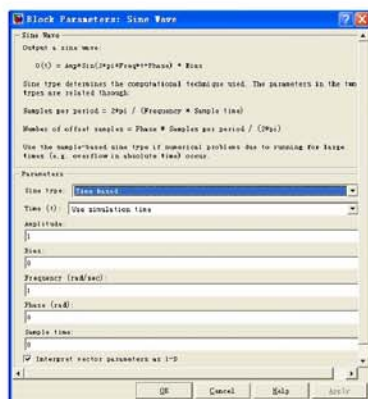 Block Parameters: Sine Wave
Sine Wave
Output a sine wave:
O(t) = Amp*Sin(2*pi*Freq*t+Phase) + Bias
Sine type determines the computational technique used. The parameters in the two
types are related through:
Samples per period = 2*pi / (Frequency * Sample time)
Number of offset samples = Phase * Samples per period / (2*pi)
Use the sample-based sine type if numerical problems due to running for large
times (e.g. overflow in absolute time) occur.
Parameters
Sine type: Time based
Time (t): Use simulation time
Amplitude:
1
Bias:
0
Frequency (rad/sec):
1
Phase (rad):
0
Sample time:
0
Interpret vector parameters as 1-D
OK Cancel Help Apply